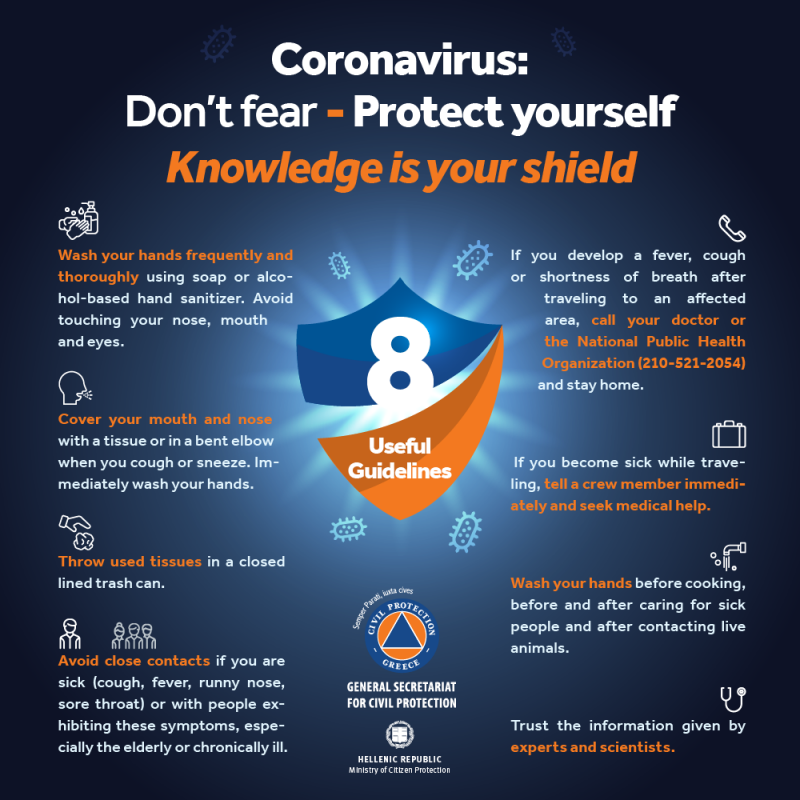 Coronavirus:
Don't fear - Protect yourself
Knowledge is your shield
Wash your hands frequently and
thoroughly using soap or alco-
hol-based hand sanitizer. Avoid
touching your nose, mouth
and eyes.
Cover your mouth and nose
with a tissue or in a bent elbow
when you cough or sneeze. Im-
mediately wash your hands.
Throw used tissues in a closed
lined trash can.
Avoid close contacts if you are
sick (cough, fever, runny nose,
sore throat) or with people ex-
hibiting these symptoms, espe-
cially the elderly or chronically ill.
8
Useful
Guidelines
If you develop a fever, cough
or shortness of breath after
traveling to an affected
area, call your doctor or
the National Public Health
Organization (210-521-2054)
and stay home.
If you become sick while trave-
ling, tell a crew member immedi-
ately and seek medical help.
Wash your hands before cooking,
before and after caring for sick
people and after contacting live
animals.
Trust the information given by
experts and scientists.
Semper Parati, iuxta cives
CIVIL PROTECTION
GREECE
GENERAL SECRETARIAT
FOR CIVIL PROTECTION
HELLENIC REPUBLIC
Ministry of Citizen Protection